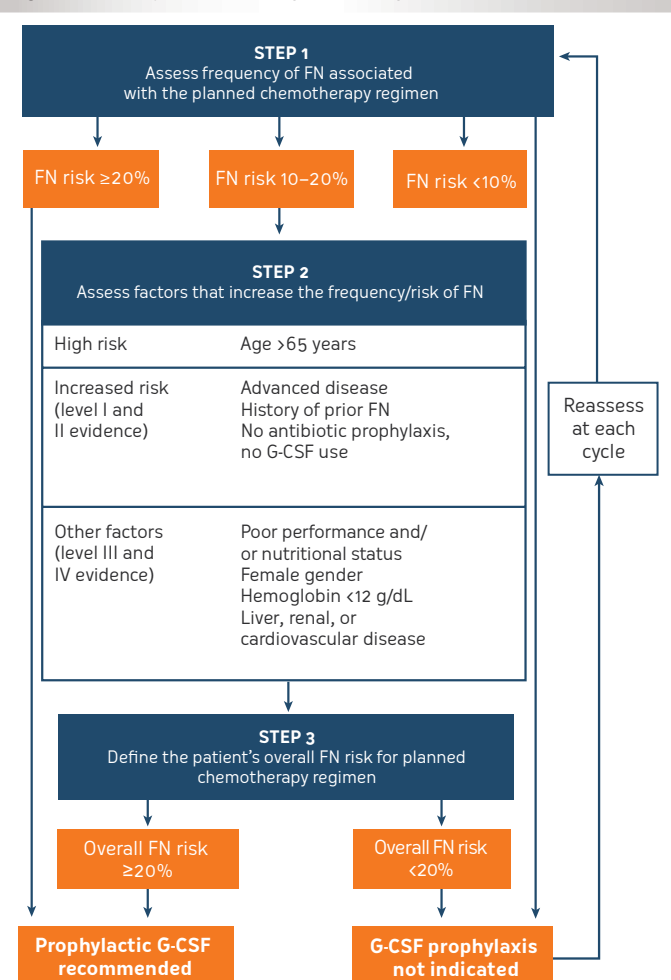 STEP 1
Assess frequency of FN associated
with the planned chemotherapy regimen
FN risk ≥20%
FN risk 10–20%
FN risk <10%
STEP 2
Assess factors that increase the frequency/risk of FN
High risk
Age >65 years
Increased risk
(level I and
II evidence)
Advanced disease
History of prior FN
No antibiotic prophylaxis,
no G-CSF use
Other factors
(level III and
IV evidence)
Poor performance and/
or nutritional status
Female gender
Hemoglobin <12 g/dL
Liver, renal, or
cardiovascular disease
Reassess
at each
cycle
STEP 3
Define the patient's overall FN risk for planned
chemotherapy regimen
Overall FN risk
≥20%
Overall FN risk
<20%
Prophylactic G-CSF
recommended
G-CSF prophylaxis
not indicated